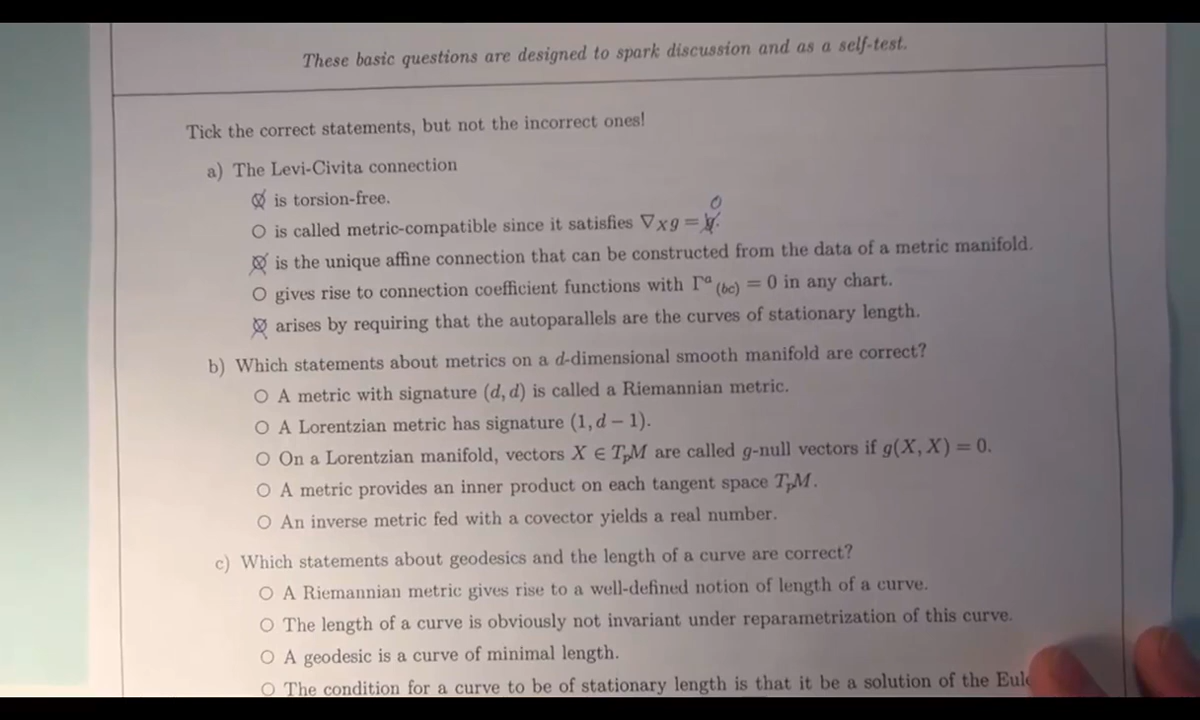 These basic questions are designed to spark discussion and as a self-test.
Tick the correct statements, but not the incorrect ones!
a) The Levi-Civita connection
is torsion-free.
0
is called metric-compatible since it satisfies ∇Xg = g.
is the unique affine connection that can be constructed from the data of a metric manifold.
gives rise to connection coefficient functions with Γᵃ(bc) = 0 in any chart.
arises by requiring that the autoparallels are the curves of stationary length.
b) Which statements about metrics on a d-dimensional smooth manifold are correct?
A metric with signature (d, d) is called a Riemannian metric.
A Lorentzian metric has signature (1, d − 1).
On a Lorentzian manifold, vectors X ∈ TpM are called g-null vectors if g(X, X) = 0.
A metric provides an inner product on each tangent space TpM.
An inverse metric fed with a covector yields a real number.
c) Which statements about geodesics and the length of a curve are correct?
A Riemannian metric gives rise to a well-defined notion of length of a curve.
The length of a curve is obviously not invariant under reparametrization of this curve.
A geodesic is a curve of minimal length.
The condition for a curve to be of stationary length is that it be a solution of the